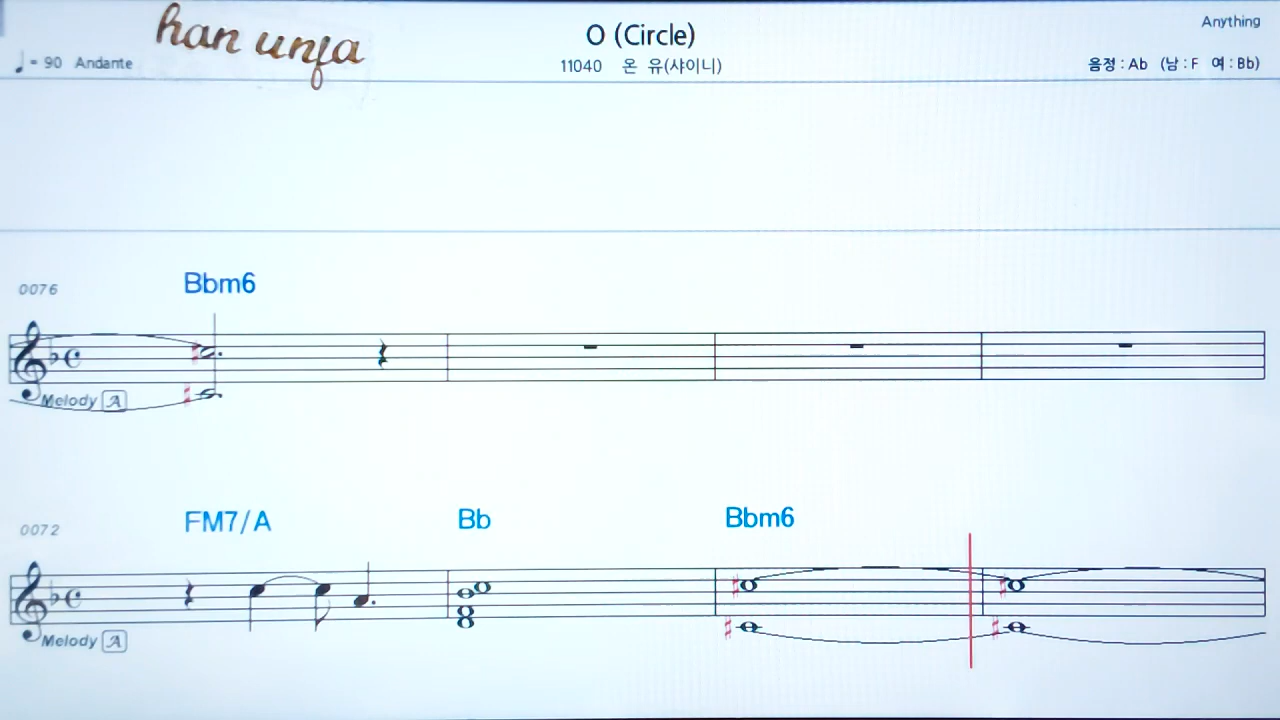 han unfa
O (Circle)
Anything
♩= 90 Andante
11040 온 유(샤이니)
음정 : Ab (남 : F 여 : Bb)
0076
Bbm6
Melody A
0072
FM7/A
Bb
Bbm6
Melody A